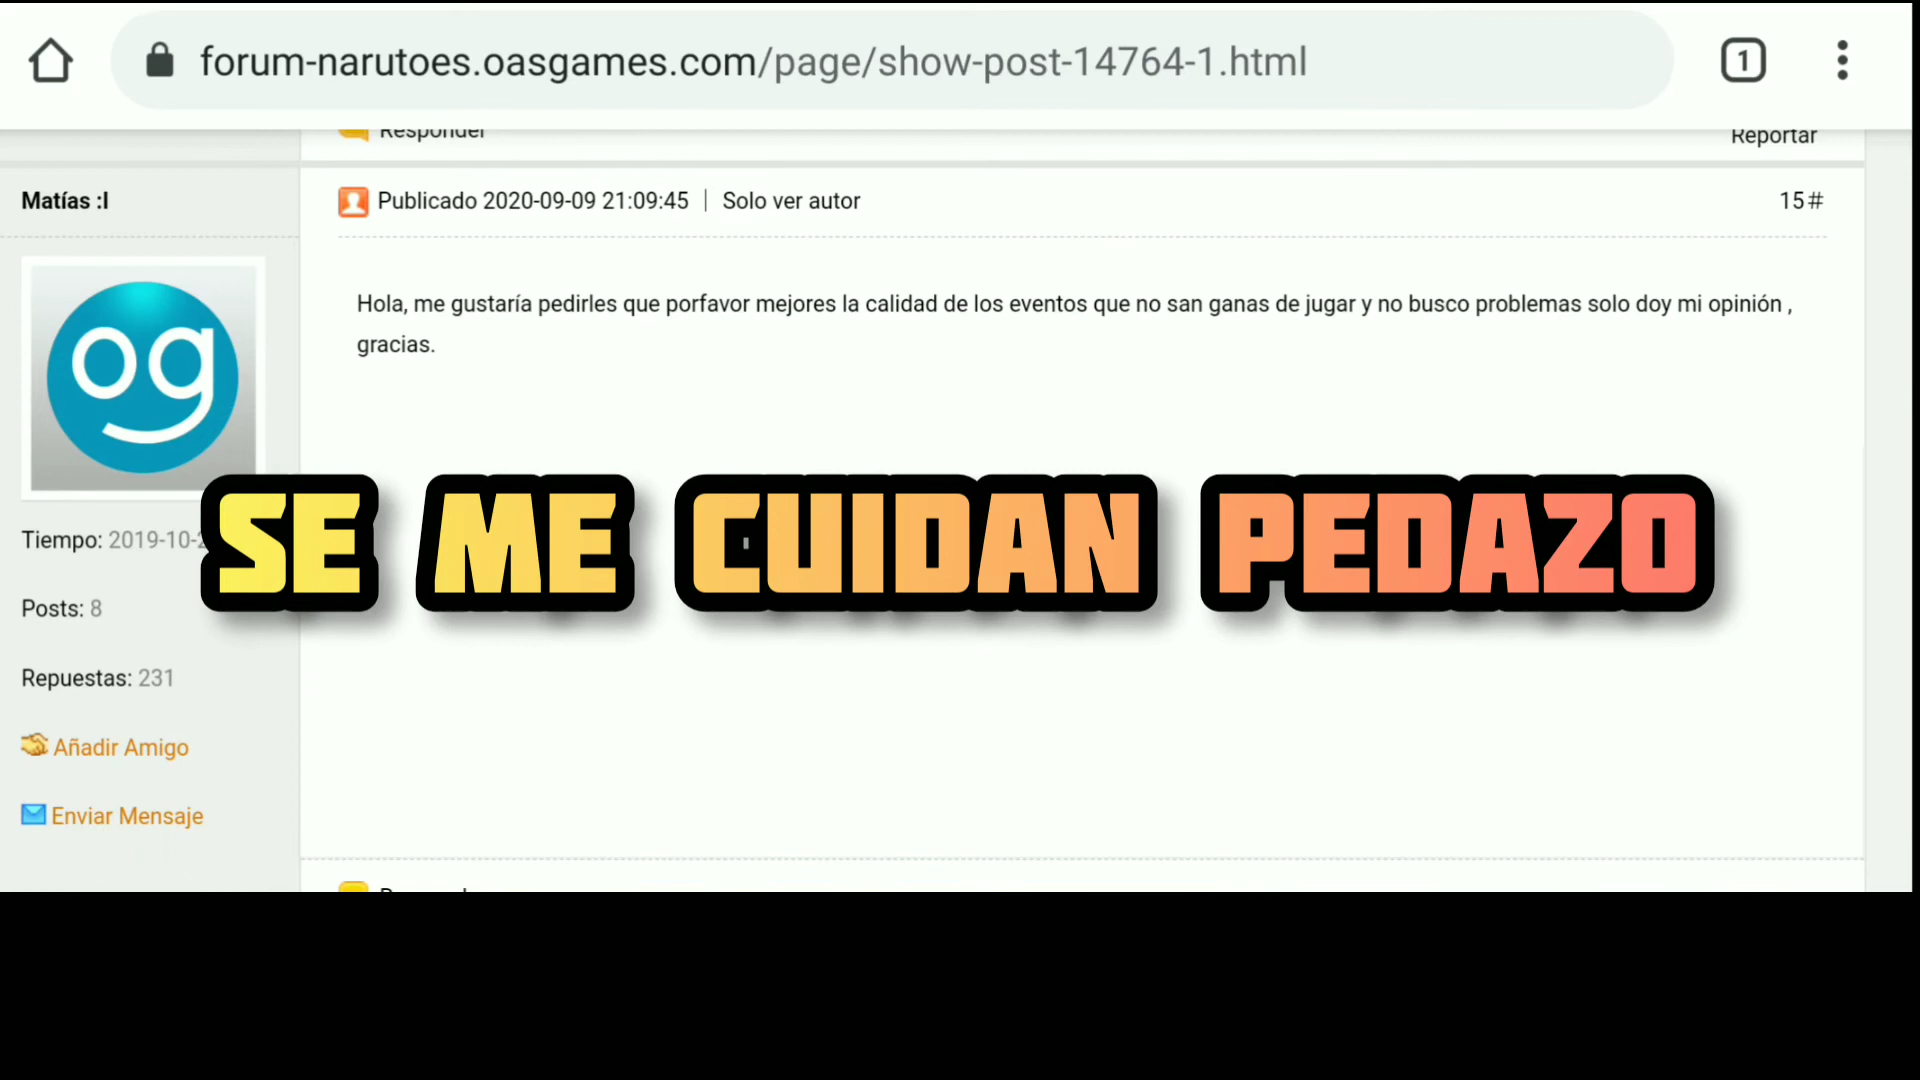 forum-narutoes.oasgames.com/page/show-post-14764-1.html
1
Responder
Reportar
Matías :l
Publicado 2020-09-09 21:09:45 | Solo ver autor
15#
Hola, me gustaría pedirles que porfavor mejores la calidad de los eventos que no san ganas de jugar y no busco problemas solo doy mi opinión ,
gracias.
og
SE ME CUIDAN PEDAZO
Tiempo: 2019-10-
Posts: 8
Repuestas: 231
Añadir Amigo
Enviar Mensaje